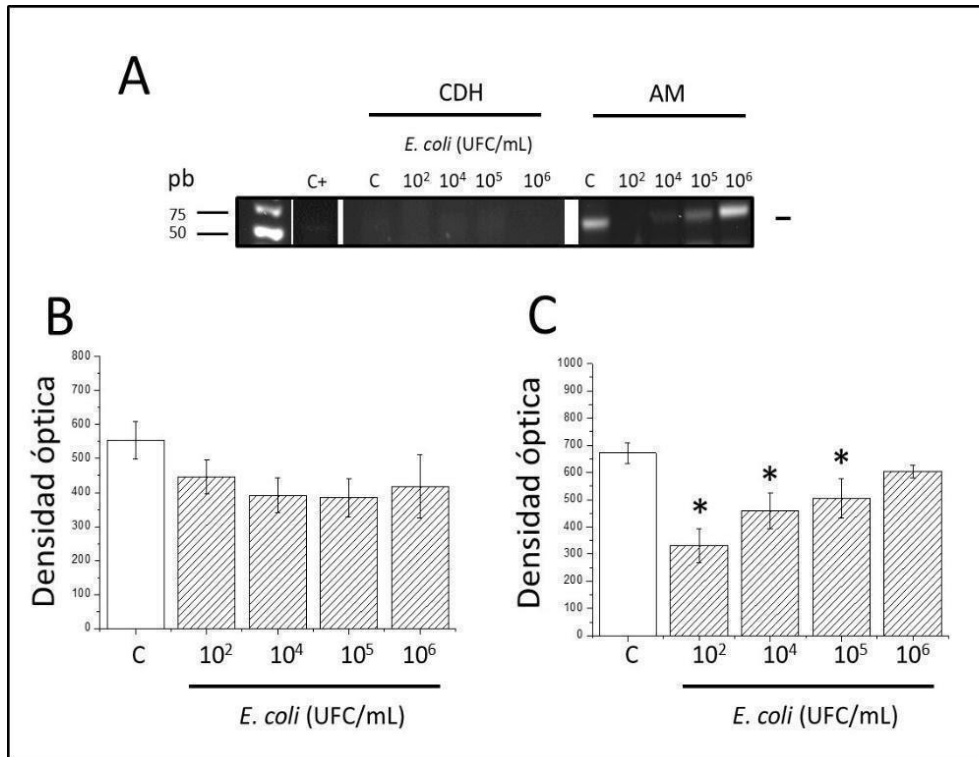 A
CDH
AM
E. coli (UFC/mL)
pb
C+
C
10²
10⁴
10⁵
10⁶
C
10²
10⁴
10⁵
10⁶
75
50
B
Densidad óptica
800
700
600
500
400
300
200
100
0
C
10²
10⁴
10⁵
10⁶
E. coli (UFC/mL)
C
Densidad óptica
1000
900
800
700
600
500
400
300
200
100
0
*
*
*
C
10²
10⁴
10⁵
10⁶
E. coli (UFC/mL)